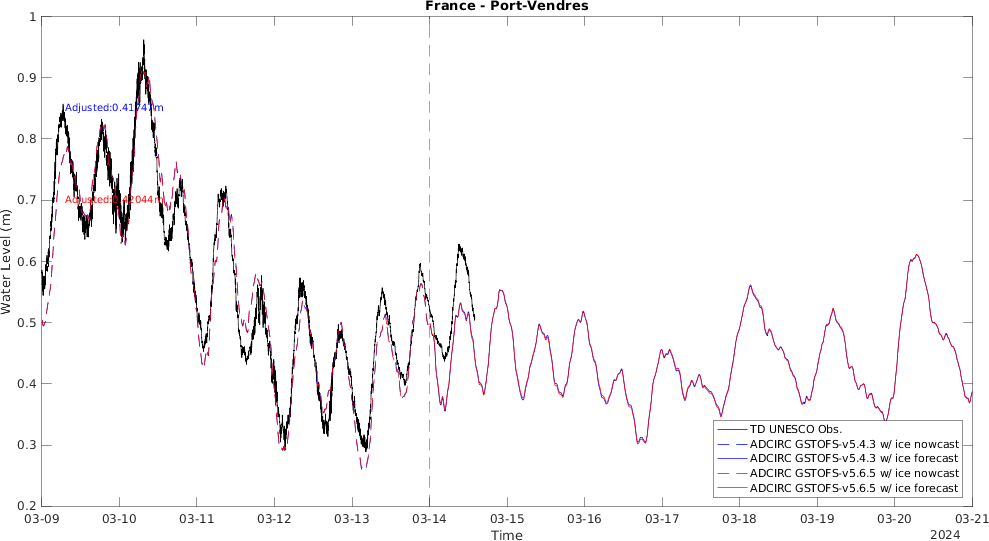 France - Port-Vendres
Water Level (m)
1
0.9
0.8
0.7
0.6
0.5
0.4
0.3
0.2
Adjusted:0.41747m
Adjusted:0.42044m
TD UNESCO Obs.
ADCIRC GSTOFS-v5.4.3 w/ ice nowcast
ADCIRC GSTOFS-v5.4.3 w/ ice forecast
ADCIRC GSTOFS-v5.6.5 w/ ice nowcast
ADCIRC GSTOFS-v5.6.5 w/ ice forecast
03-09 03-10 03-11 03-12 03-13 03-14 03-15 03-16 03-17 03-18 03-19 03-20 03-21
Time
2024